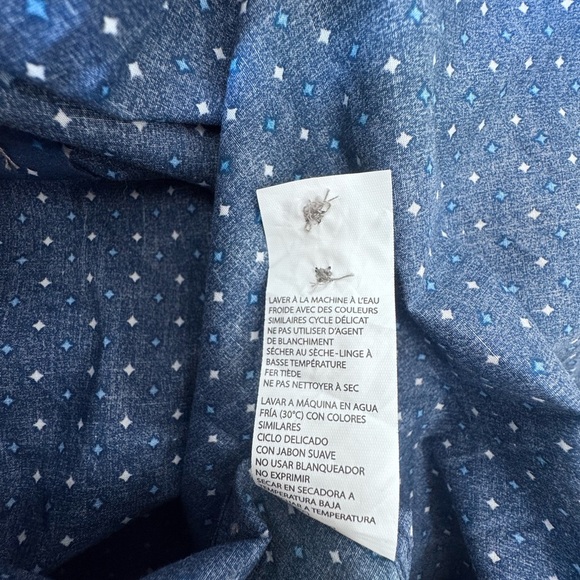 LAVER À LA MACHINE À L'EAU
FROIDE AVEC DES COULEURS
SIMILAIRES CYCLE DÉLICAT
NE PAS UTILISER D'AGENT
DE BLANCHIMENT
SÉCHER AU SÈCHE-LINGE À
BASSE TEMPÉRATURE
FER TIÈDE
NE PAS NETTOYER À SEC
LAVAR A MÁQUINA EN AGUA
FRÍA (30°C) CON COLORES
SIMILARES
CICLO DELICADO
CON JABON SUAVE
NO USAR BLANQUEADOR
NO EXPRIMIR
SECAR EN SECADORA A
TEMPERATURA BAJA
A TEMPERATURA